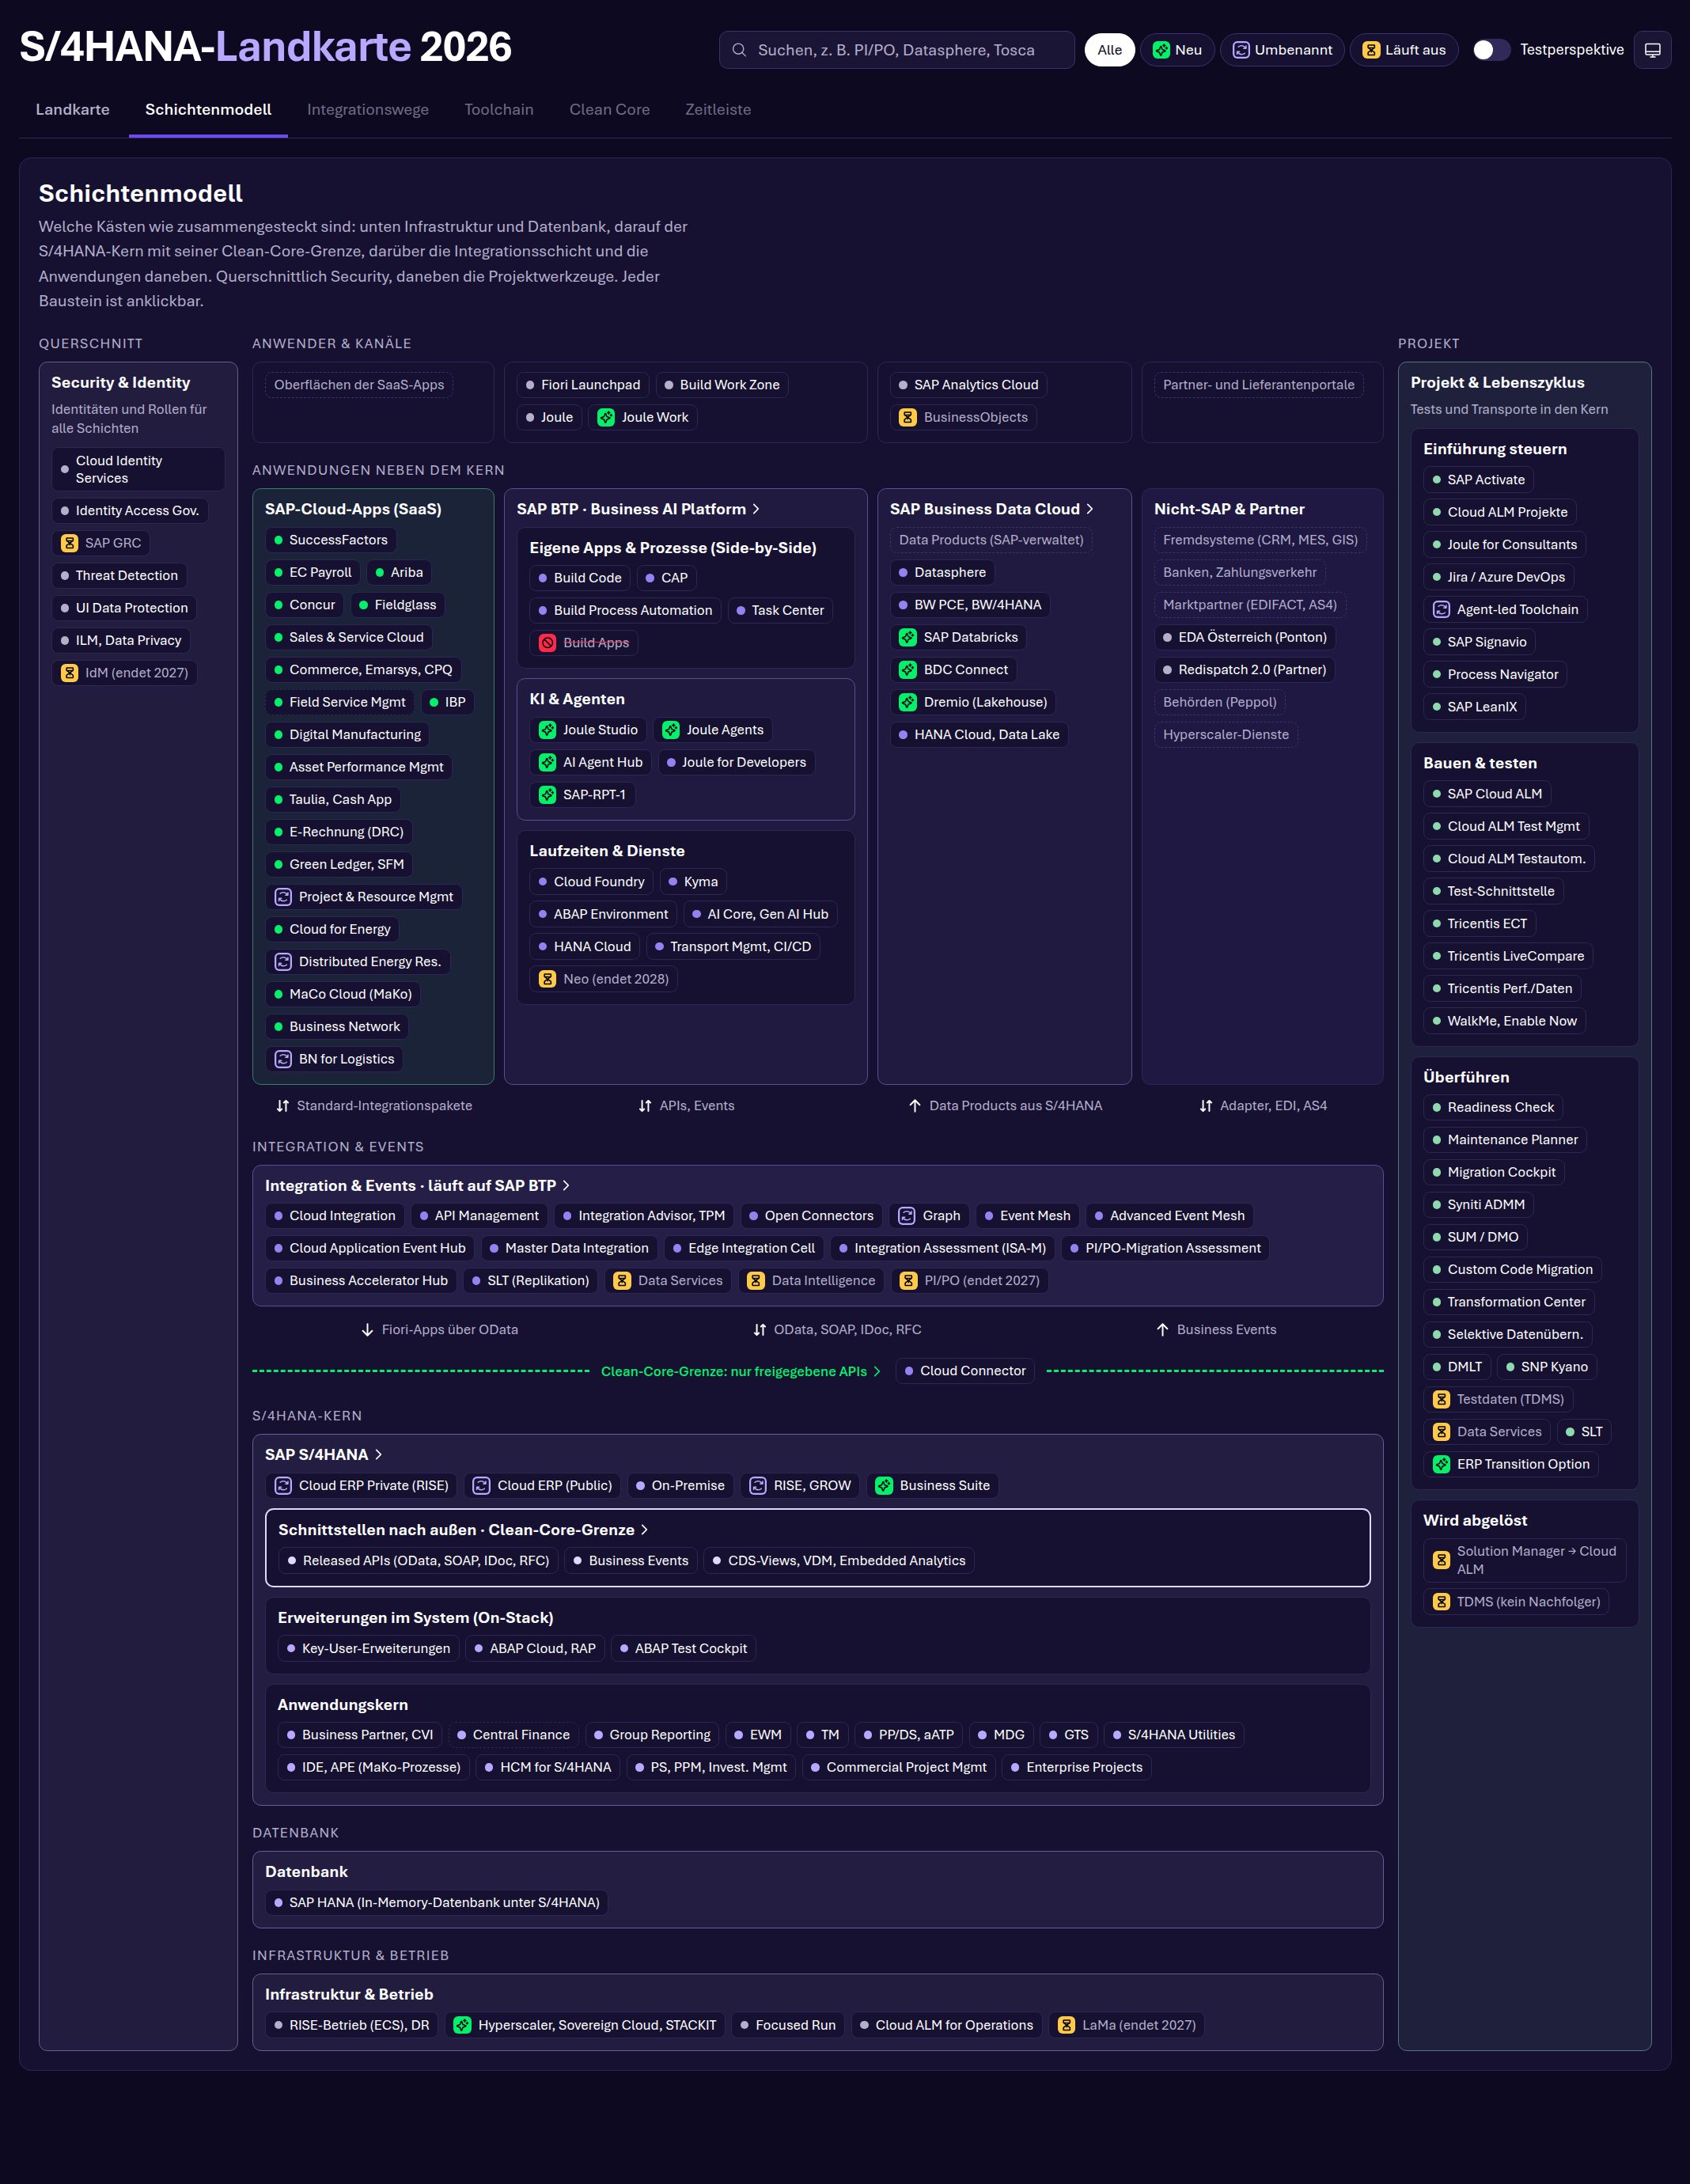 S/4HANA-Landkarte 2026
Suchen, z. B. PI/PO, Datasphere, Tosca
Alle
Neu
Umbenannt
Läuft aus
Testperspektive
Landkarte
Schichtenmodell
Integrationswege
Toolchain
Clean Core
Zeitleiste
Schichtenmodell
Welche Kästen wie zusammengesteckt sind: unten Infrastruktur und Datenbank, darauf der
S/4HANA-Kern mit seiner Clean-Core-Grenze, darüber die Integrationsschicht und die
Anwendungen daneben. Querschnittlich Security, daneben die Projektwerkzeuge. Jeder
Baustein ist anklickbar.
QUERSCHNITT
Security & Identity
Identitäten und Rollen für
alle Schichten
Cloud Identity
Services
Identity Access Gov.
SAP GRC
Threat Detection
UI Data Protection
ILM, Data Privacy
IdM (endet 2027)
ANWENDER & KANÄLE
Oberflächen der SaaS-Apps
Fiori Launchpad
Build Work Zone
Joule
Joule Work
SAP Analytics Cloud
BusinessObjects
Partner- und Lieferantenportale
ANWENDUNGEN NEBEN DEM KERN
SAP-Cloud-Apps (SaaS)
SuccessFactors
EC Payroll
Ariba
Concur
Fieldglass
Sales & Service Cloud
Commerce, Emarsys, CPQ
Field Service Mgmt
IBP
Digital Manufacturing
Asset Performance Mgmt
Taulia, Cash App
E-Rechnung (DRC)
Green Ledger, SFM
Project & Resource Mgmt
Cloud for Energy
Distributed Energy Res.
MaCo Cloud (MaKo)
Business Network
BN for Logistics
SAP BTP · Business AI Platform
Eigene Apps & Prozesse (Side-by-Side)
Build Code
CAP
Build Process Automation
Task Center
Build Apps
KI & Agenten
Joule Studio
Joule Agents
AI Agent Hub
Joule for Developers
SAP-RPT-1
Laufzeiten & Dienste
Cloud Foundry
Kyma
ABAP Environment
AI Core, Gen AI Hub
HANA Cloud
Transport Mgmt, CI/CD
Neo (endet 2028)
SAP Business Data Cloud
Data Products (SAP-verwaltet)
Datasphere
BW PCE, BW/4HANA
SAP Databricks
BDC Connect
Dremio (Lakehouse)
HANA Cloud, Data Lake
Nicht-SAP & Partner
Fremdsysteme (CRM, MES, GIS)
Banken, Zahlungsverkehr
Marktpartner (EDIFACT, AS4)
EDA Österreich (Ponton)
Redispatch 2.0 (Partner)
Behörden (Peppol)
Hyperscaler-Dienste
Standard-Integrationspakete
APIs, Events
Data Products aus S/4HANA
Adapter, EDI, AS4
INTEGRATION & EVENTS
Integration & Events · läuft auf SAP BTP
Cloud Integration
API Management
Integration Advisor, TPM
Open Connectors
Graph
Event Mesh
Advanced Event Mesh
Cloud Application Event Hub
Master Data Integration
Edge Integration Cell
Integration Assessment (ISA-M)
PI/PO-Migration Assessment
Business Accelerator Hub
SLT (Replikation)
Data Services
Data Intelligence
PI/PO (endet 2027)
Fiori-Apps über OData
OData, SOAP, IDoc, RFC
Business Events
Clean-Core-Grenze: nur freigegebene APIs
Cloud Connector
S/4HANA-KERN
SAP S/4HANA
Cloud ERP Private (RISE)
Cloud ERP (Public)
On-Premise
RISE, GROW
Business Suite
Schnittstellen nach außen · Clean-Core-Grenze
Released APIs (OData, SOAP, IDoc, RFC)
Business Events
CDS-Views, VDM, Embedded Analytics
Erweiterungen im System (On-Stack)
Key-User-Erweiterungen
ABAP Cloud, RAP
ABAP Test Cockpit
Anwendungskern
Business Partner, CVI
Central Finance
Group Reporting
EWM
TM
PP/DS, aATP
MDG
GTS
S/4HANA Utilities
IDE, APE (MaKo-Prozesse)
HCM for S/4HANA
PS, PPM, Invest. Mgmt
Commercial Project Mgmt
Enterprise Projects
DATENBANK
Datenbank
SAP HANA (In-Memory-Datenbank unter S/4HANA)
INFRASTRUKTUR & BETRIEB
Infrastruktur & Betrieb
RISE-Betrieb (ECS), DR
Hyperscaler, Sovereign Cloud, STACKIT
Focused Run
Cloud ALM for Operations
LaMa (endet 2027)
PROJEKT
Projekt & Lebenszyklus
Tests und Transporte in den Kern
Einführung steuern
SAP Activate
Cloud ALM Projekte
Joule for Consultants
Jira / Azure DevOps
Agent-led Toolchain
SAP Signavio
Process Navigator
SAP LeanIX
Bauen & testen
SAP Cloud ALM
Cloud ALM Test Mgmt
Cloud ALM Testautom.
Test-Schnittstelle
Tricentis ECT
Tricentis LiveCompare
Tricentis Perf./Daten
WalkMe, Enable Now
Überführen
Readiness Check
Maintenance Planner
Migration Cockpit
Syniti ADMM
SUM / DMO
Custom Code Migration
Transformation Center
Selektive Datenübern.
DMLT
SNP Kyano
Testdaten (TDMS)
Data Services
SLT
ERP Transition Option
Wird abgelöst
Solution Manager → Cloud
ALM
TDMS (kein Nachfolger)